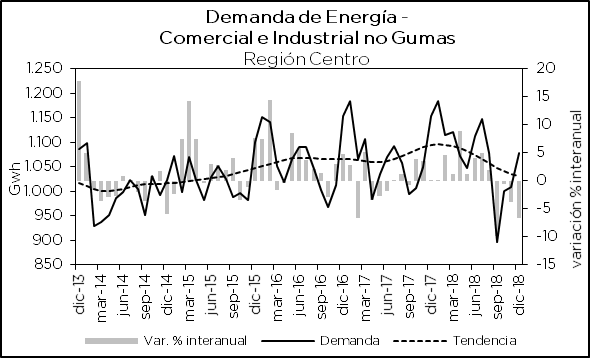 Demanda de Energía -
Comercial e Industrial no Gumas
Región Centro
1.250
1.200
1.150
1.100
1.050
1.000
950
900
850
Gwh
20
15
10
5
0
-5
-10
-15
variación % interanual
dic-13
mar-14
jun-14
sep-14
dic-14
mar-15
jun-15
sep-15
dic-15
mar-16
jun-16
sep-16
dic-16
mar-17
jun-17
sep-17
dic-17
mar-18
jun-18
sep-18
dic-18
Var. % interanual
Demanda
Tendencia